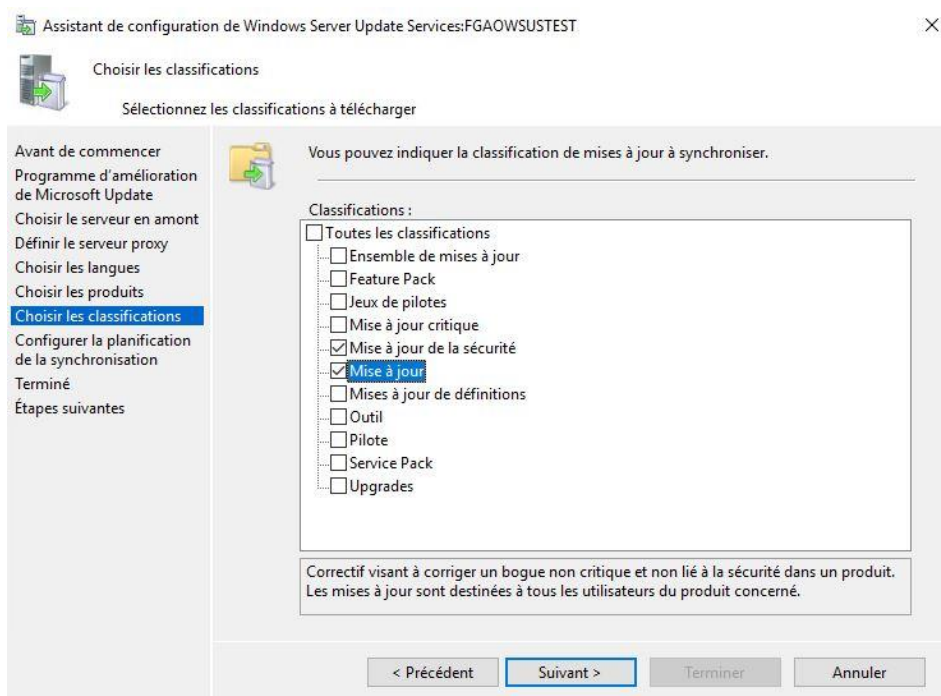 Assistant de configuration de Windows Server Update Services:FGAOWSUSTEST
Choisir les classifications
Sélectionnez les classifications à télécharger
Avant de commencer
Programme d'amélioration
de Microsoft Update
Choisir le serveur en amont
Définir le serveur proxy
Choisir les langues
Choisir les produits
Choisir les classifications
Configurer la planification
de la synchronisation
Terminé
Étapes suivantes
Vous pouvez indiquer la classification de mises à jour à synchroniser.
Classifications :
Toutes les classifications
Ensemble de mises à jour
Feature Pack
Jeux de pilotes
Mise à jour critique
Mise à jour de la sécurité
Mise à jour
Mises à jour de définitions
Outil
Pilote
Service Pack
Upgrades
Correctif visant à corriger un bogue non critique et non lié à la sécurité dans un produit.
Les mises à jour sont destinées à tous les utilisateurs du produit concerné.
< Précédent
Suivant >
Terminer
Annuler